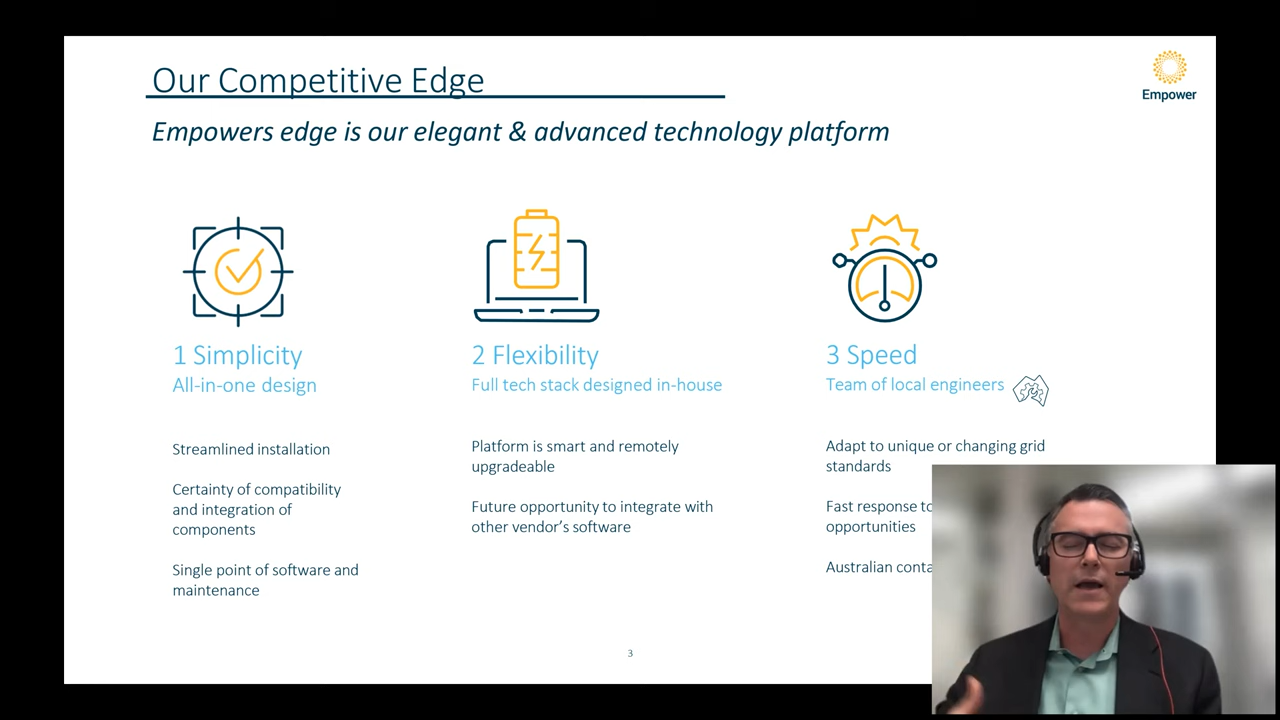 Our Competitive Edge
Empower
Empowers edge is our elegant & advanced technology platform
1 Simplicity
All-in-one design
Streamlined installation
Certainty of compatibility
and integration of
components
Single point of software and
maintenance
2 Flexibility
Full tech stack designed in-house
Platform is smart and remotely
upgradeable
Future opportunity to integrate with
other vendor's software
3 Speed
Team of local engineers
Adapt to unique or changing grid
standards
Fast response to
opportunities
Australian
3